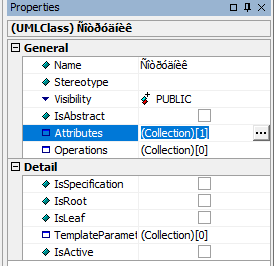 Properties
(UMLClass) Ñîòðóäíèê
General
Name Ñîòðóäíèê
Stereotype
Visibility PUBLIC
IsAbstract
Attributes (Collection)[1] ...
Operations (Collection)[0]
Detail
IsSpecification
IsRoot
IsLeaf
TemplateParamet (Collection)[0]
IsActive